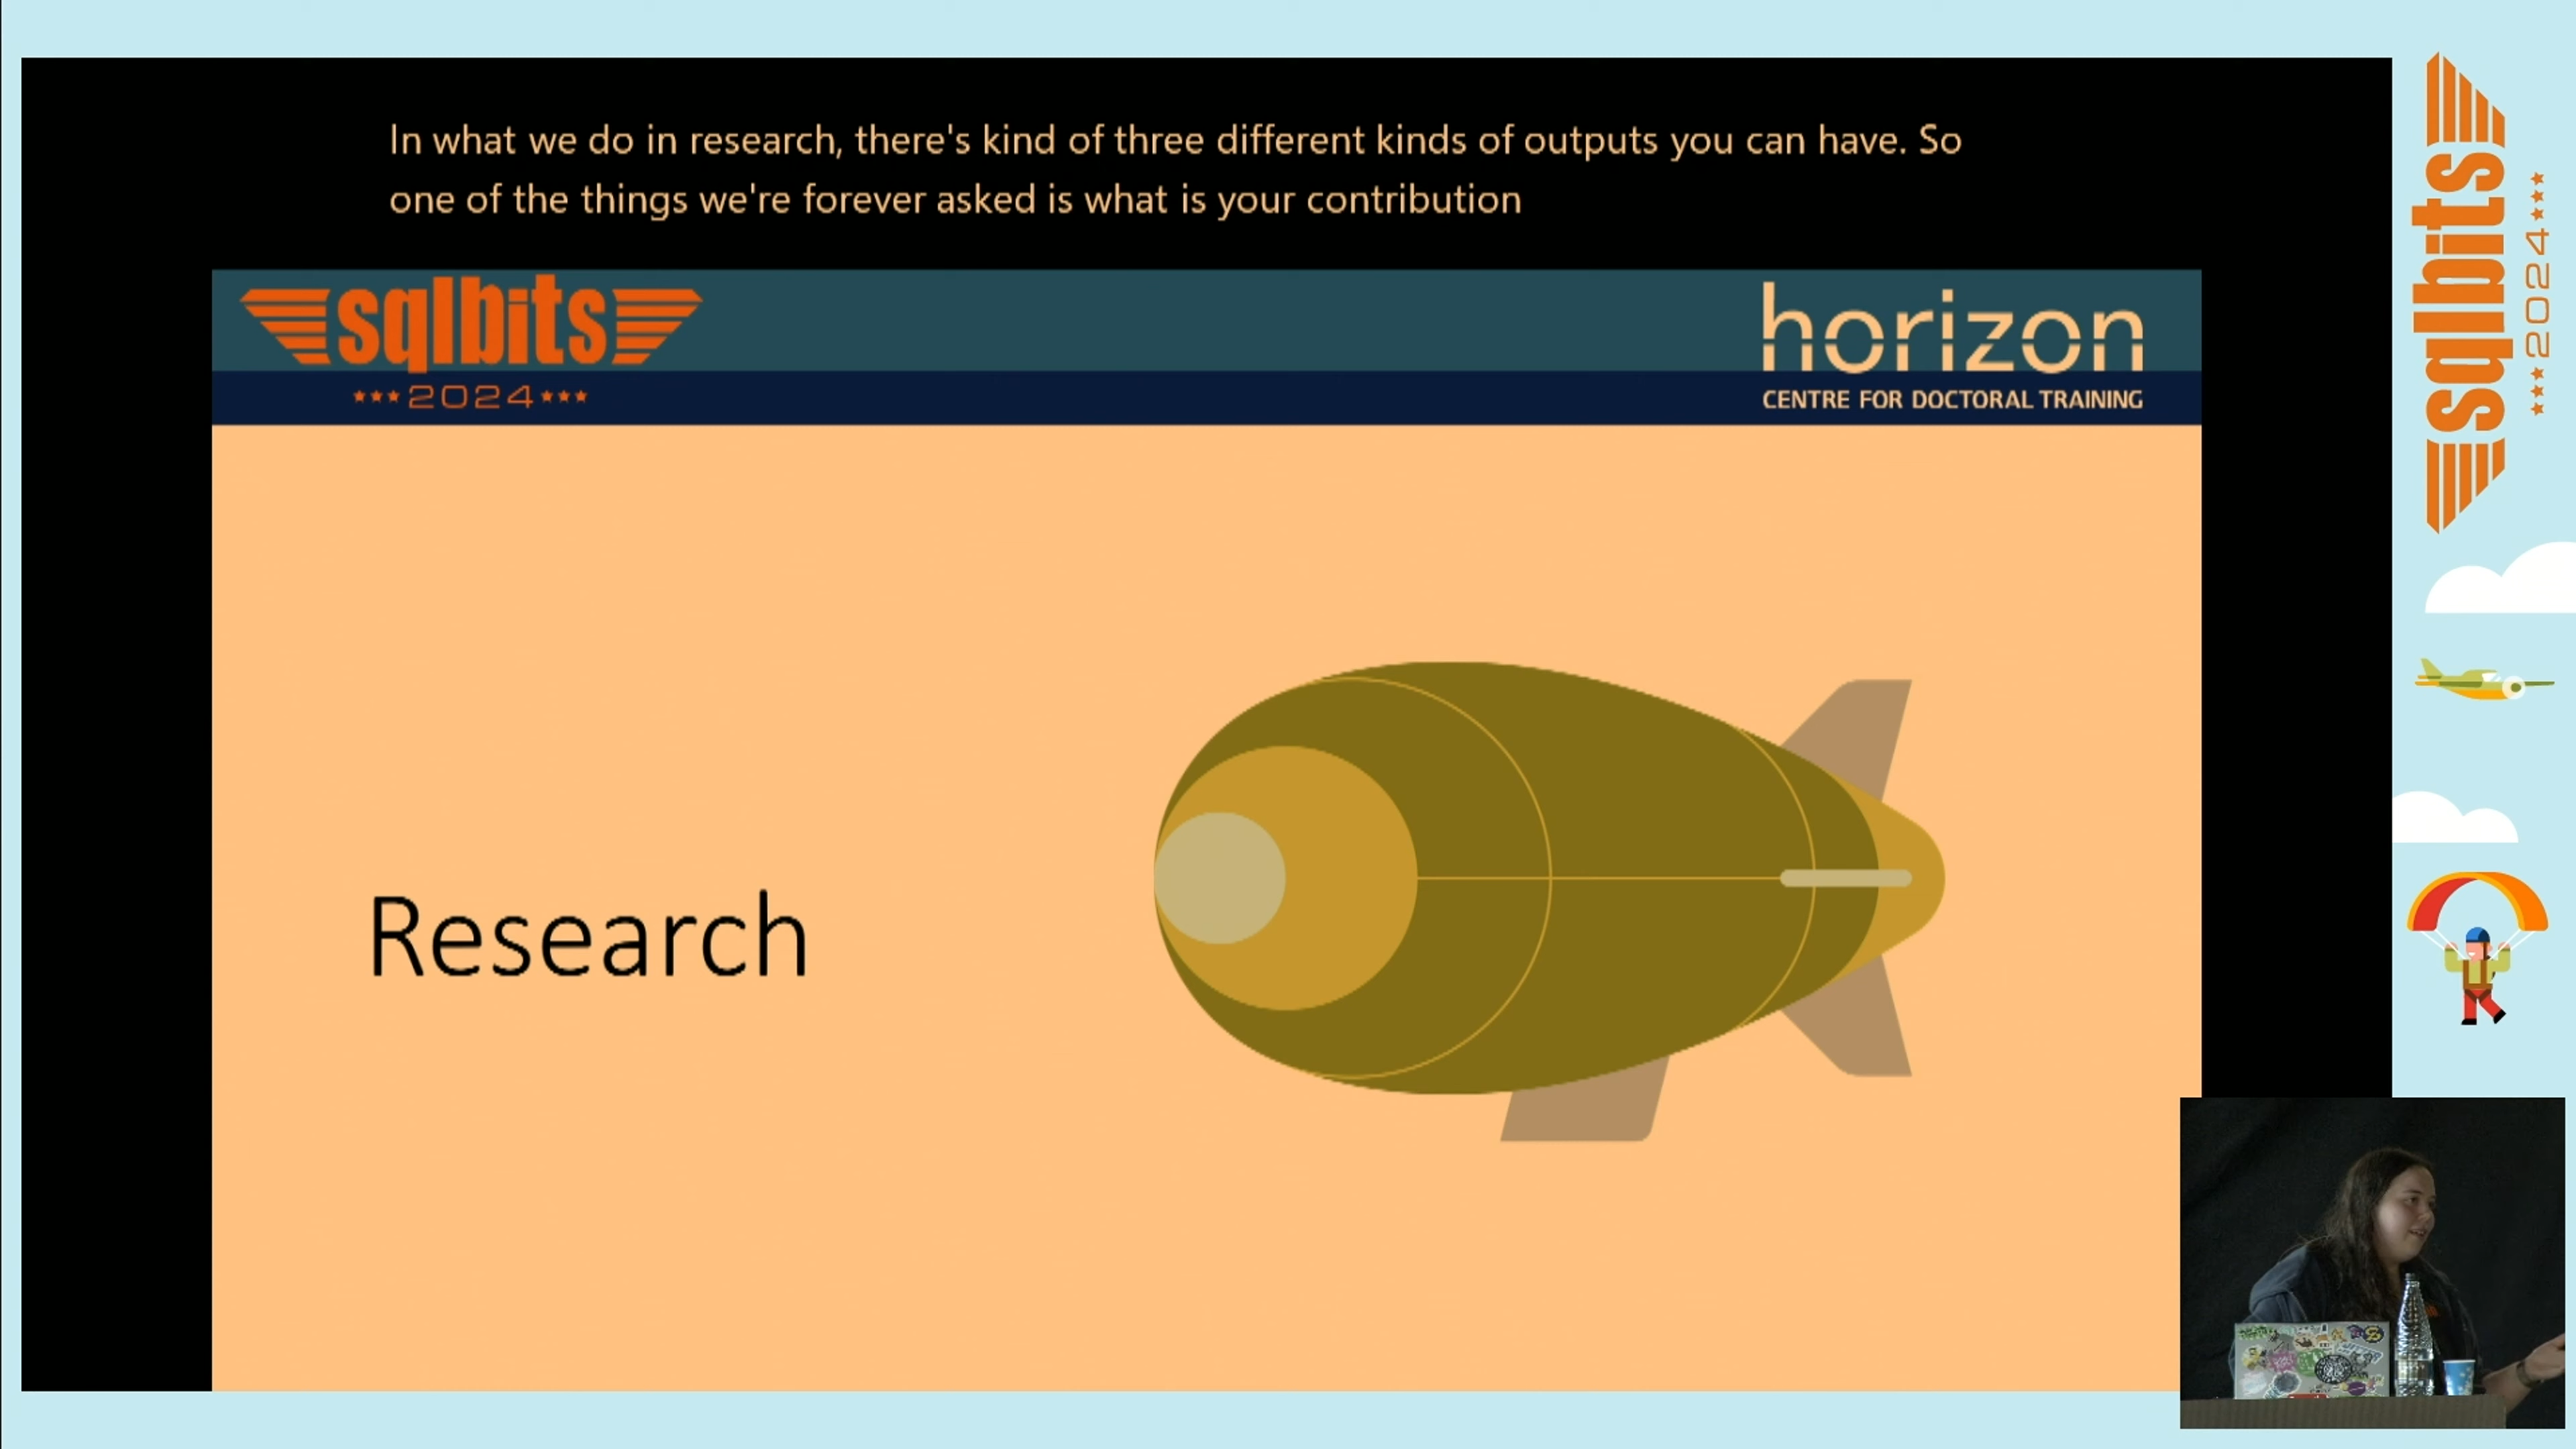 In what we do in research, there's kind of three different kinds of outputs you can have. So
one of the things we're forever asked is what is your contribution
sqlbits
2024
horizon
CENTRE FOR DOCTORAL TRAINING
Research
sqlbits
2024